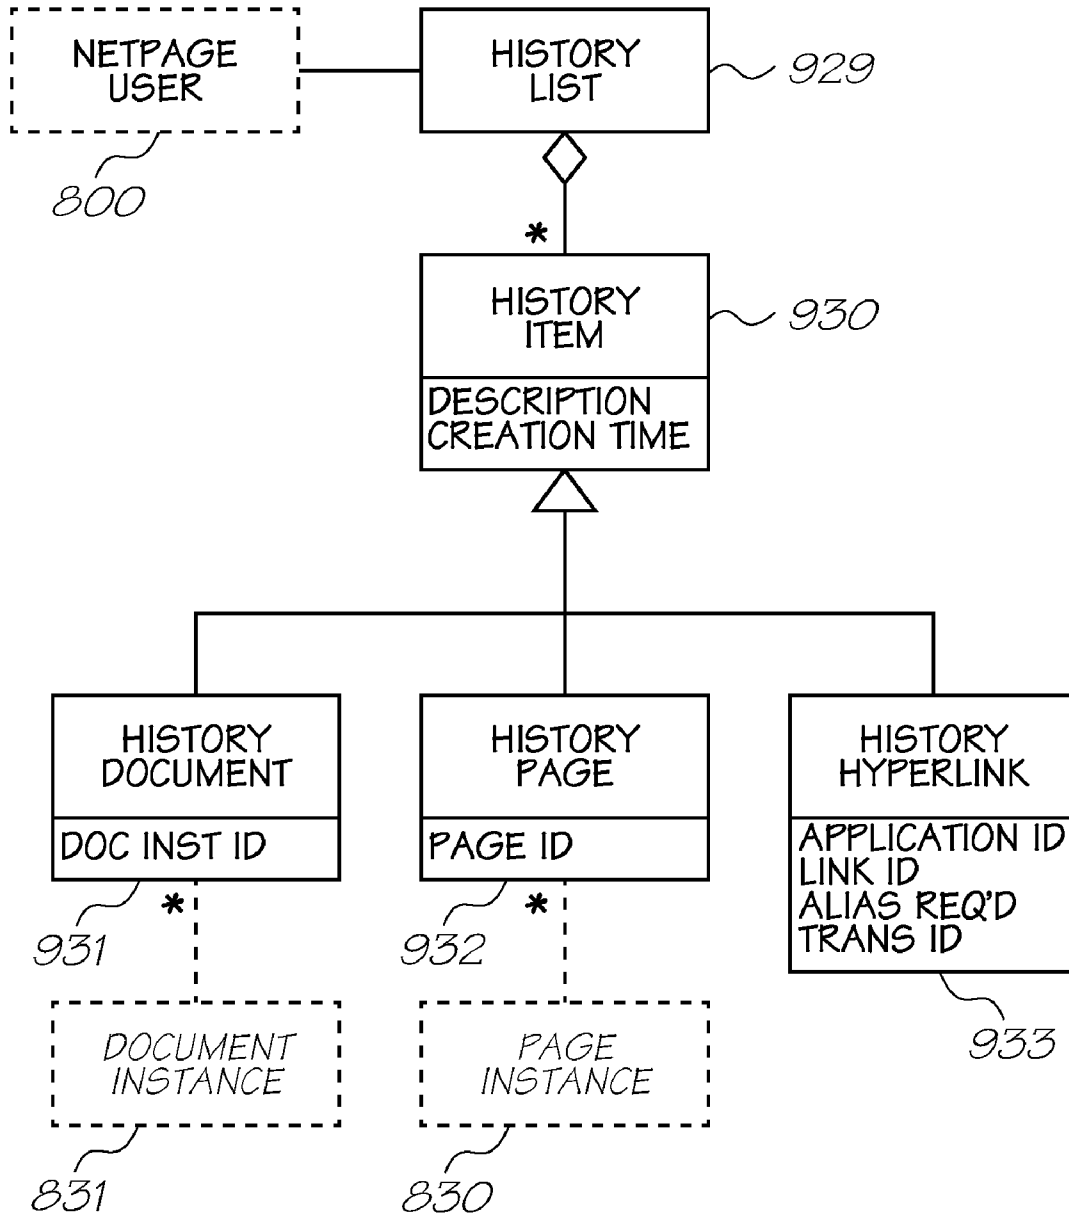 NETPAGE
USER
800
HISTORY
LIST
929
*
HISTORY
ITEM
930
DESCRIPTION
CREATION TIME
HISTORY
DOCUMENT
DOC INST ID
931
*
HISTORY
PAGE
PAGE ID
932
*
HISTORY
HYPERLINK
APPLICATION ID
LINK ID
ALIAS REQ'D
TRANS ID
933
DOCUMENT
INSTANCE
831
PAGE
INSTANCE
830